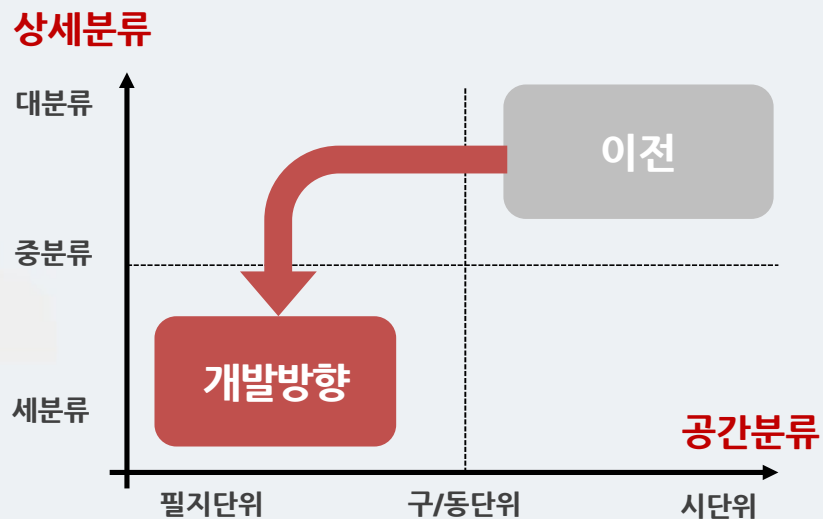 상세분류
대분류
이전
중분류
개발방향
세분류
공간분류
필지단위
구/동단위
시단위